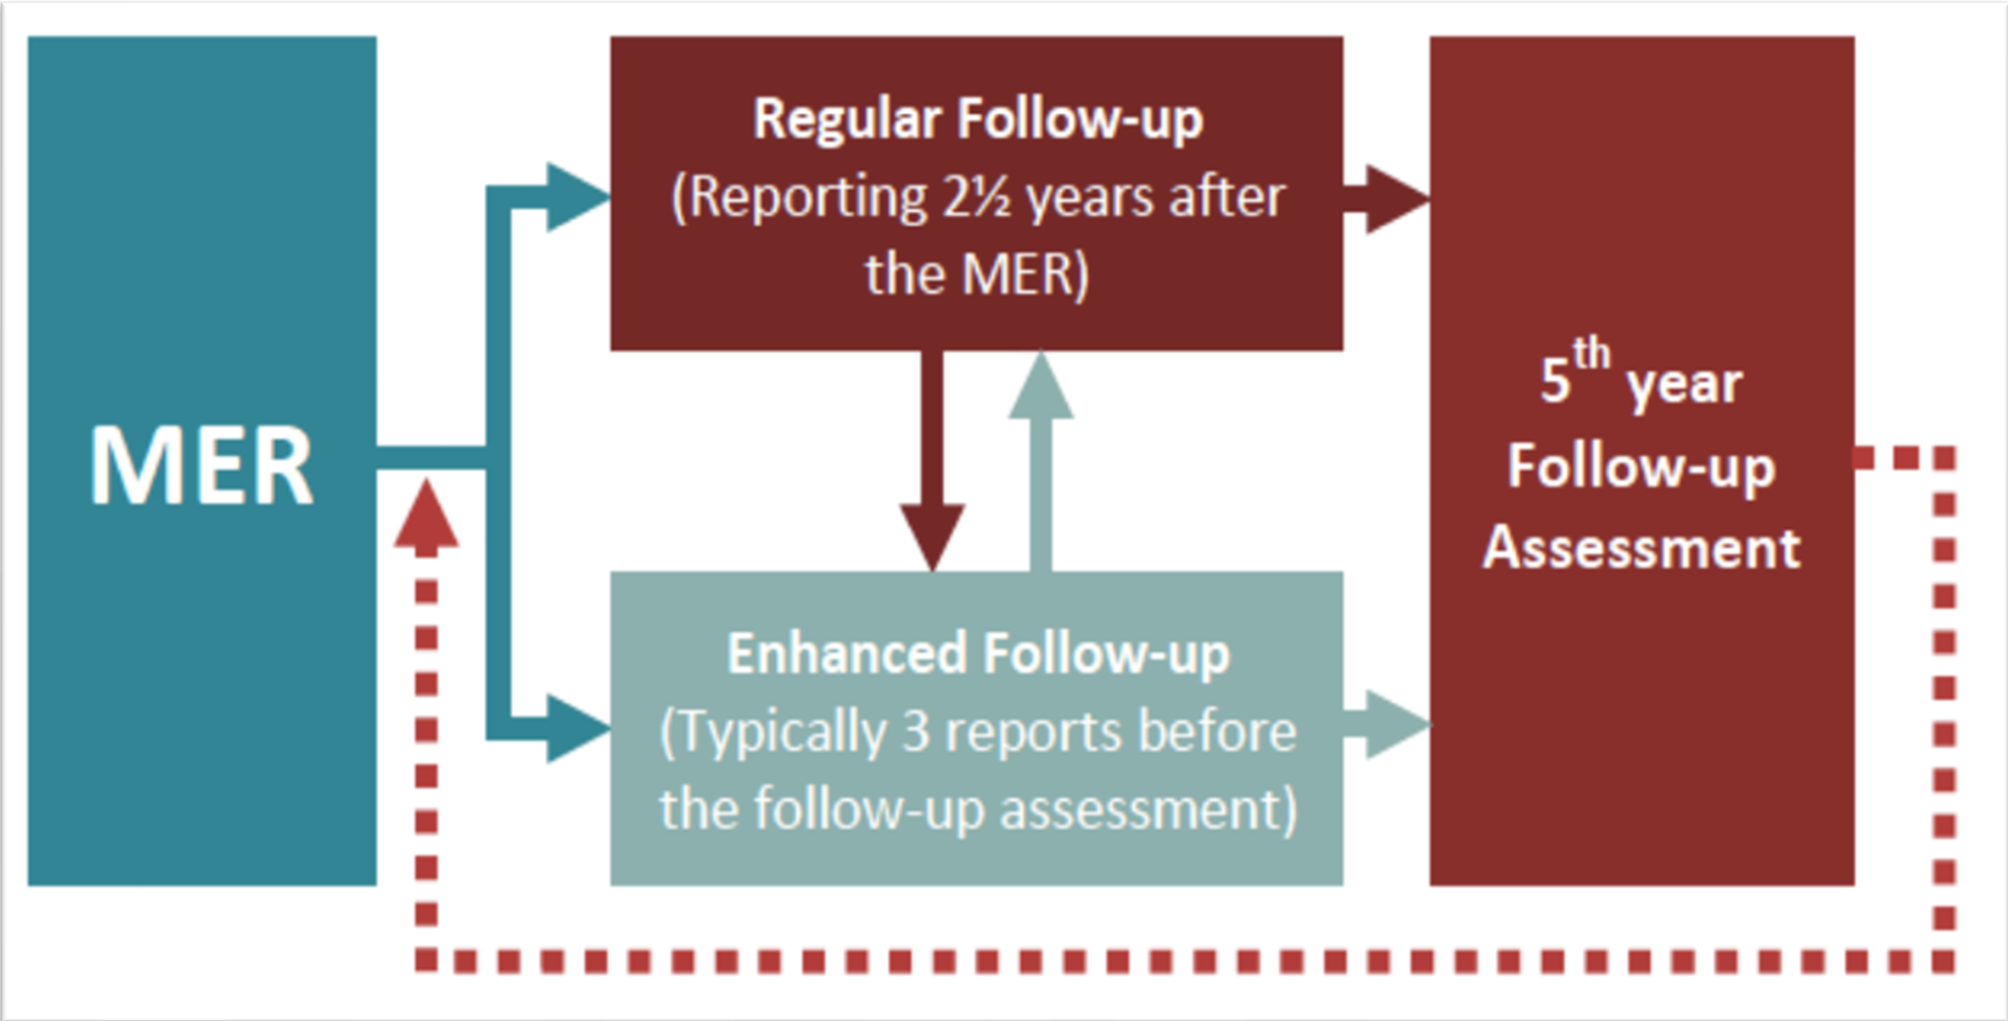 MER
Regular Follow-up
(Reporting 2½ years after
the MER)
Enhanced Follow-up
(Typically 3 reports before
the follow-up assessment)
5th year
Follow-up
Assessment